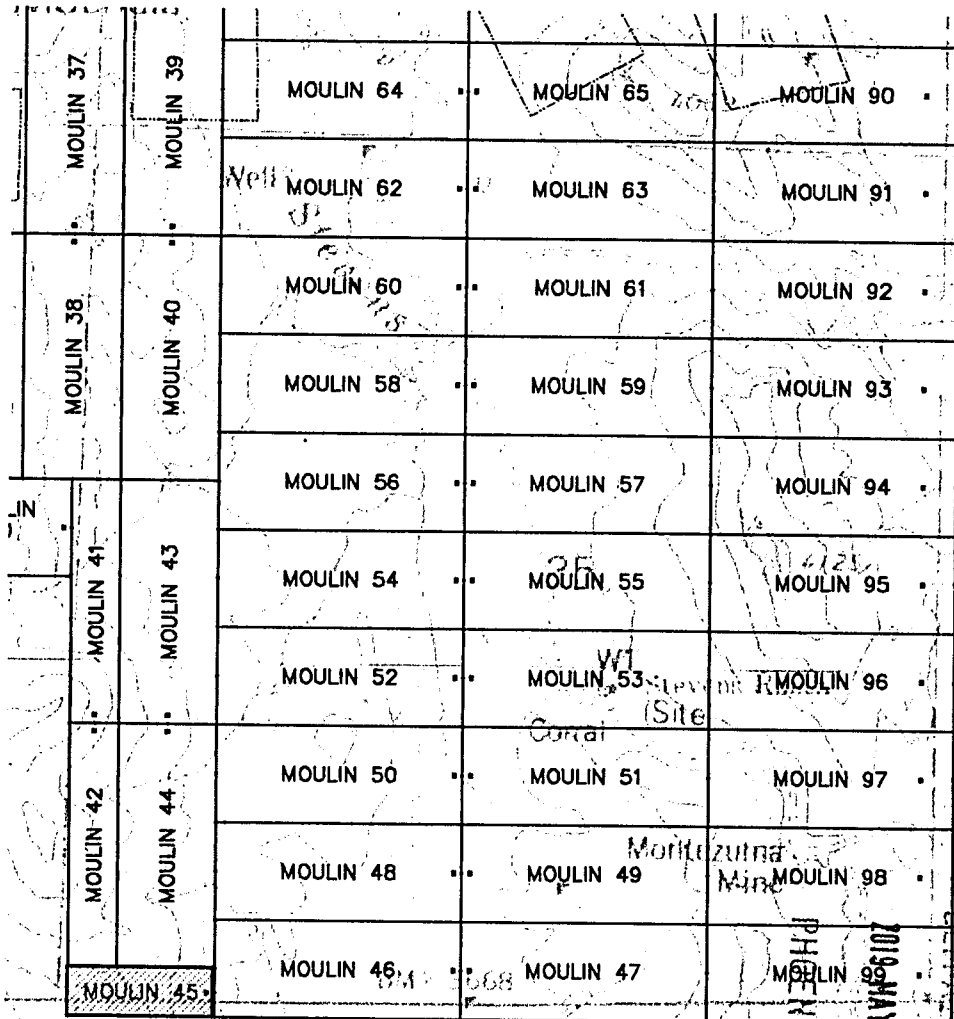 MOULIN 37
MOULIN 39
MOULIN 64
MOULIN 65
MOULIN 90
Well
MOULIN 62
MOULIN 63
MOULIN 91
MOULIN 38
MOULIN 40
MOULIN 60
MOULIN 61
MOULIN 92
MOULIN 58
MOULIN 59
MOULIN 93
LIN
MOULIN 56
MOULIN 57
MOULIN 94
MOULIN 41
MOULIN 43
MOULIN 54
MOULIN 55
MOULIN 95
MOULIN 52
MOULIN 53
MOULIN 96
(Site
Corral
MOULIN 42
MOULIN 44
MOULIN 50
MOULIN 51
MOULIN 97
Montezuma
Mine
MOULIN 48
MOULIN 49
MOULIN 98
MOULIN 45
MOULIN 46
MOULIN 47
MOULIN 99
2019 MAY